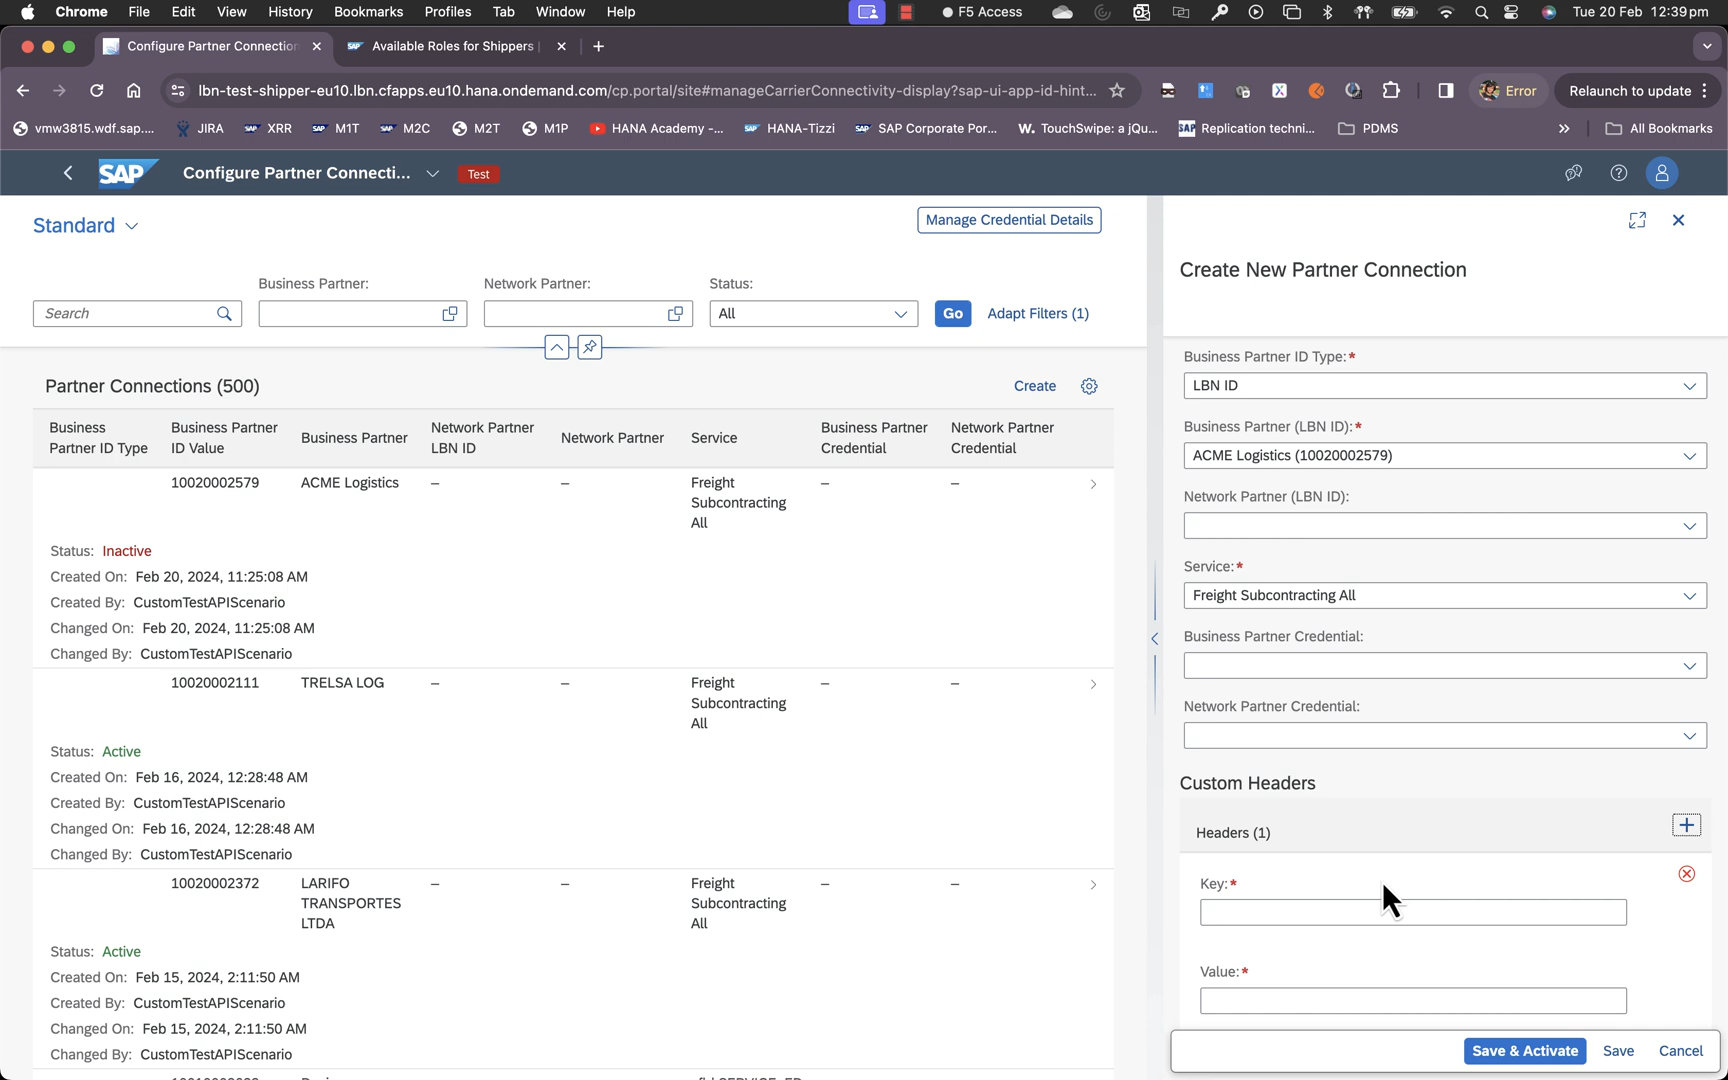 Chrome File Edit View History Bookmarks Profiles Tab Window Help F5 Access Tue 20 Feb 12:39 pm
Configure Partner Connection Available Roles for Shippers
lbn-test-shipper-eu10.lbn.cfapps.eu10.hana.ondemand.com/cp.portal/site#manageCarrierConnectivity-display?sap-ui-app-id-hint... Error Relaunch to update
vmw3815.wdf.sap.... JIRA XRR M1T M2C M2T M1P HANA Academy -... HANA-Tizzi SAP Corporate Por... W. TouchSwipe: a jQu... Replication techni... PDMS » All Bookmarks
SAP Configure Partner Connecti... Test
Standard
Manage Credential Details
Business Partner: Network Partner: Status:
Search All Go Adapt Filters (1)
Partner Connections (500) Create
Business Partner ID Type
Business Partner ID Value
Business Partner
Network Partner LBN ID
Network Partner
Service
Business Partner Credential
Network Partner Credential
10020002579 ACME Logistics – – Freight Subcontracting All – –
Status: Inactive
Created On: Feb 20, 2024, 11:25:08 AM
Created By: CustomTestAPIScenario
Changed On: Feb 20, 2024, 11:25:08 AM
Changed By: CustomTestAPIScenario
10020002111 TRELSA LOG – – Freight Subcontracting All – –
Status: Active
Created On: Feb 16, 2024, 12:28:48 AM
Created By: CustomTestAPIScenario
Changed On: Feb 16, 2024, 12:28:48 AM
Changed By: CustomTestAPIScenario
10020002372 LARIFO TRANSPORTES LTDA – – Freight Subcontracting All – –
Status: Active
Created On: Feb 15, 2024, 2:11:50 AM
Created By: CustomTestAPIScenario
Changed On: Feb 15, 2024, 2:11:50 AM
Changed By: CustomTestAPIScenario
Create New Partner Connection
Business Partner ID Type:*
LBN ID
Business Partner (LBN ID):*
ACME Logistics (10020002579)
Network Partner (LBN ID):
Service:*
Freight Subcontracting All
Business Partner Credential:
Network Partner Credential:
Custom Headers
Headers (1)
Key:*
Value:*
Save & Activate Save Cancel